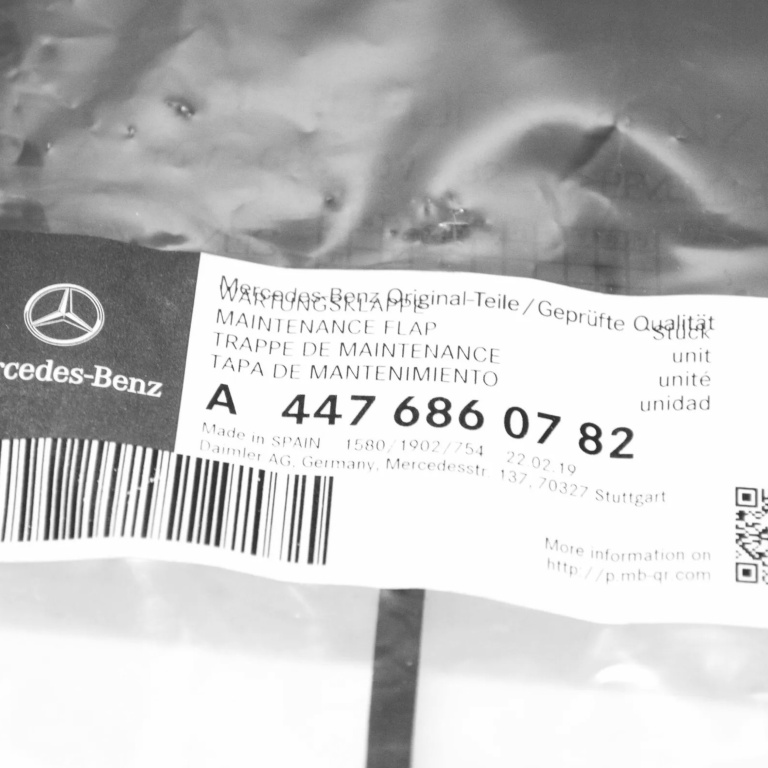 Mercedes-Benz Original-Teile / Geprüfte Qualität
WARTUNGSKLAPPE Stück
MAINTENANCE FLAP unit
TRAPPE DE MAINTENANCE unité
TAPA DE MANTENIMIENTO unidad
rcedes-Benz
A 447 686 07 82
Made in SPAIN 1580/1902/754 22.02.19
Daimler AG, Germany, Mercedesstr. 137, 70327 Stuttgart
More information on
http://p.mb-qr.com